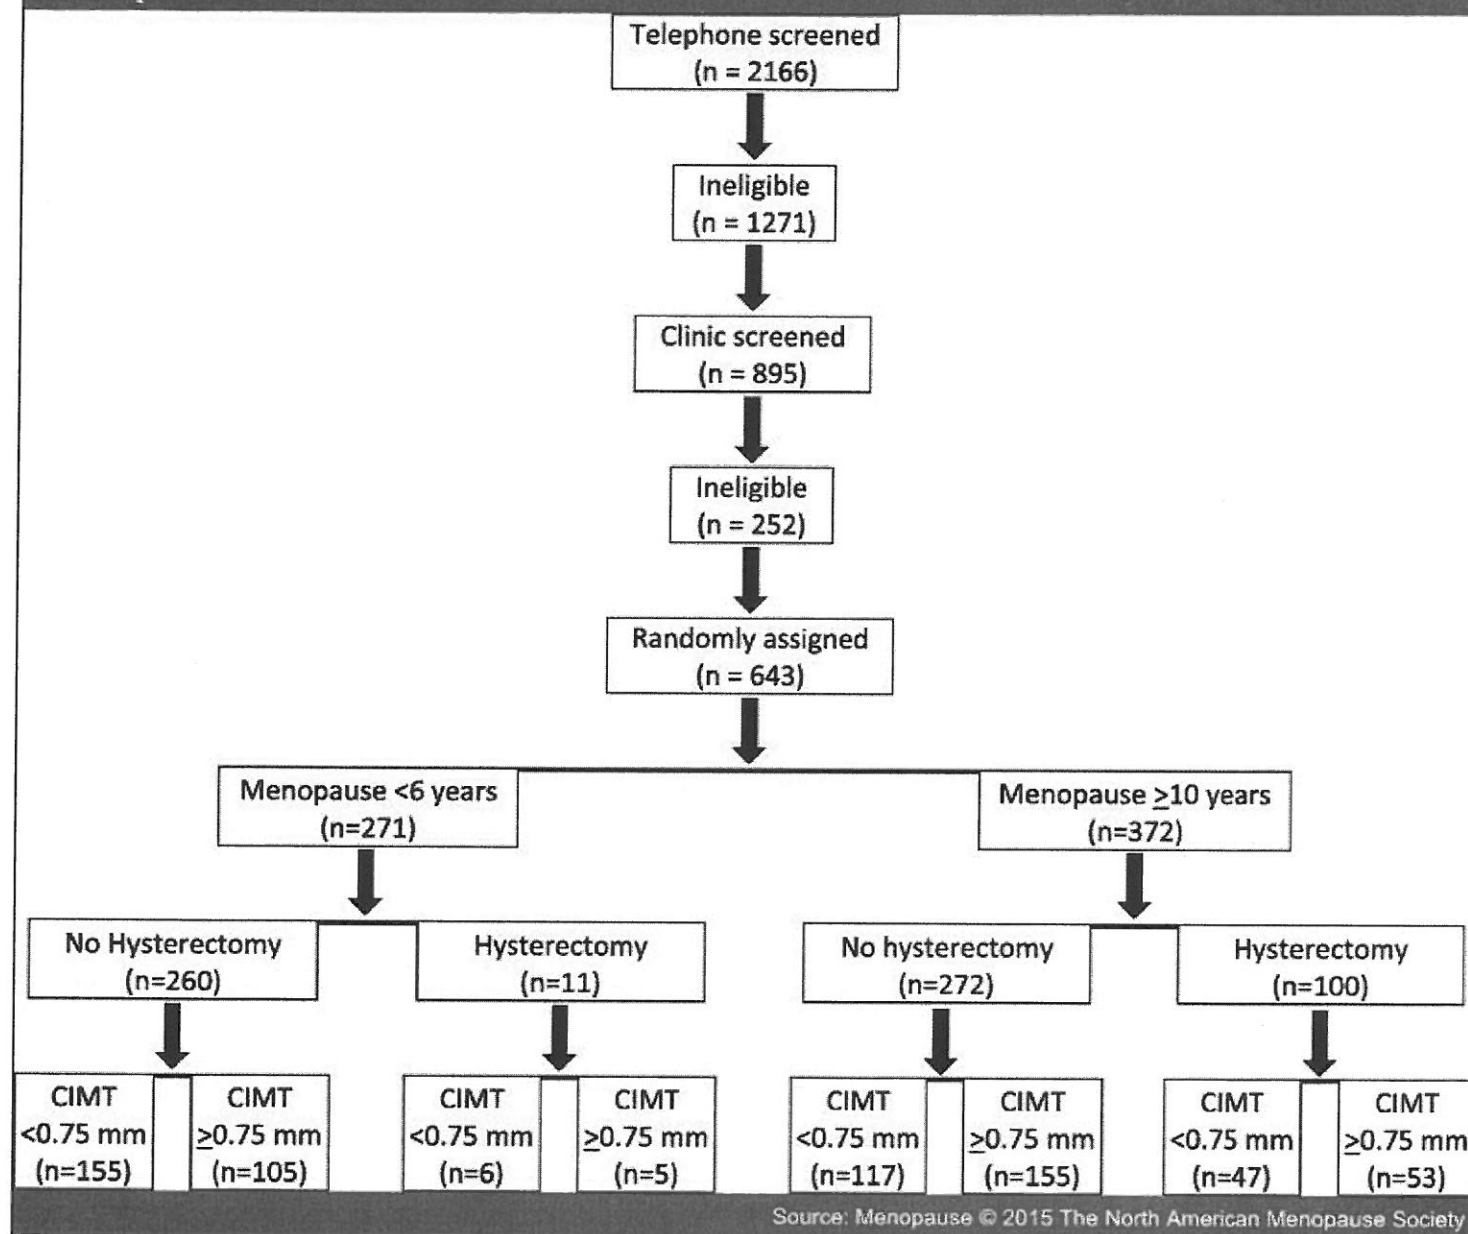 Telephone screened
(n = 2166)
Ineligible
(n = 1271)
Clinic screened
(n = 895)
Ineligible
(n = 252)
Randomly assigned
(n = 643)
Menopause <6 years
(n=271)
Menopause ≥10 years
(n=372)
No Hysterectomy
(n=260)
Hysterectomy
(n=11)
No hysterectomy
(n=272)
Hysterectomy
(n=100)
CIMT
<0.75 mm
(n=155)
CIMT
≥0.75 mm
(n=105)
CIMT
<0.75 mm
(n=6)
CIMT
≥0.75 mm
(n=5)
CIMT
<0.75 mm
(n=117)
CIMT
≥0.75 mm
(n=155)
CIMT
<0.75 mm
(n=47)
CIMT
≥0.75 mm
(n=53)
Source: Menopause © 2015 The North American Menopause Society